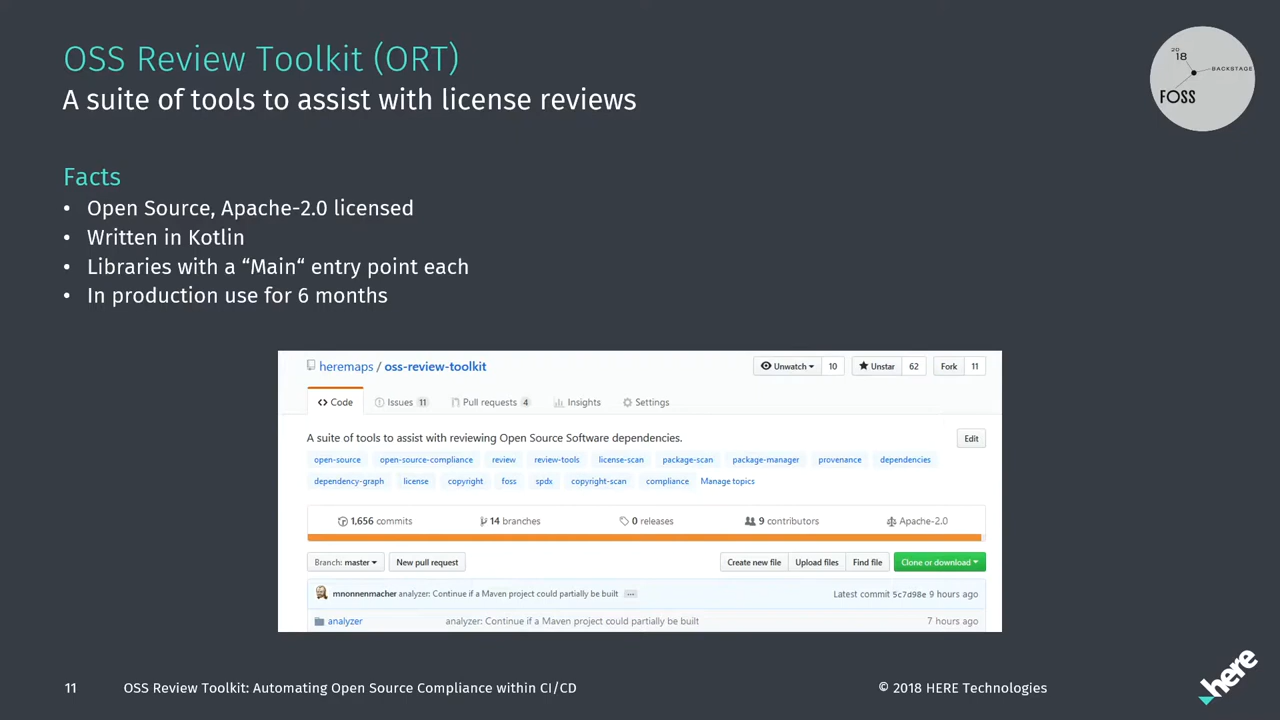 OSS Review Toolkit (ORT)
A suite of tools to assist with license reviews
20
18
BACKSTAGE
FOSS
Facts
• Open Source, Apache-2.0 licensed
• Written in Kotlin
• Libraries with a “Main“ entry point each
• In production use for 6 months
heremaps / oss-review-toolkit
Unwatch 10 Unstar 62 Fork 11
<> Code Issues 11 Pull requests 4 Insights Settings
A suite of tools to assist with reviewing Open Source Software dependencies.
Edit
open-source open-source-compliance review review-tools license-scan package-scan package-manager provenance dependencies
dependency-graph license copyright foss spdx copyright-scan compliance Manage topics
1,656 commits 14 branches 0 releases 9 contributors Apache-2.0
Branch: master New pull request Create new file Upload files Find file Clone or download
mnonnenmacher analyzer: Continue if a Maven project could partially be built ... Latest commit 5c7d98e 9 hours ago
analyzer analyzer: Continue if a Maven project could partially be built 7 hours ago
11 OSS Review Toolkit: Automating Open Source Compliance within CI/CD © 2018 HERE Technologies
here